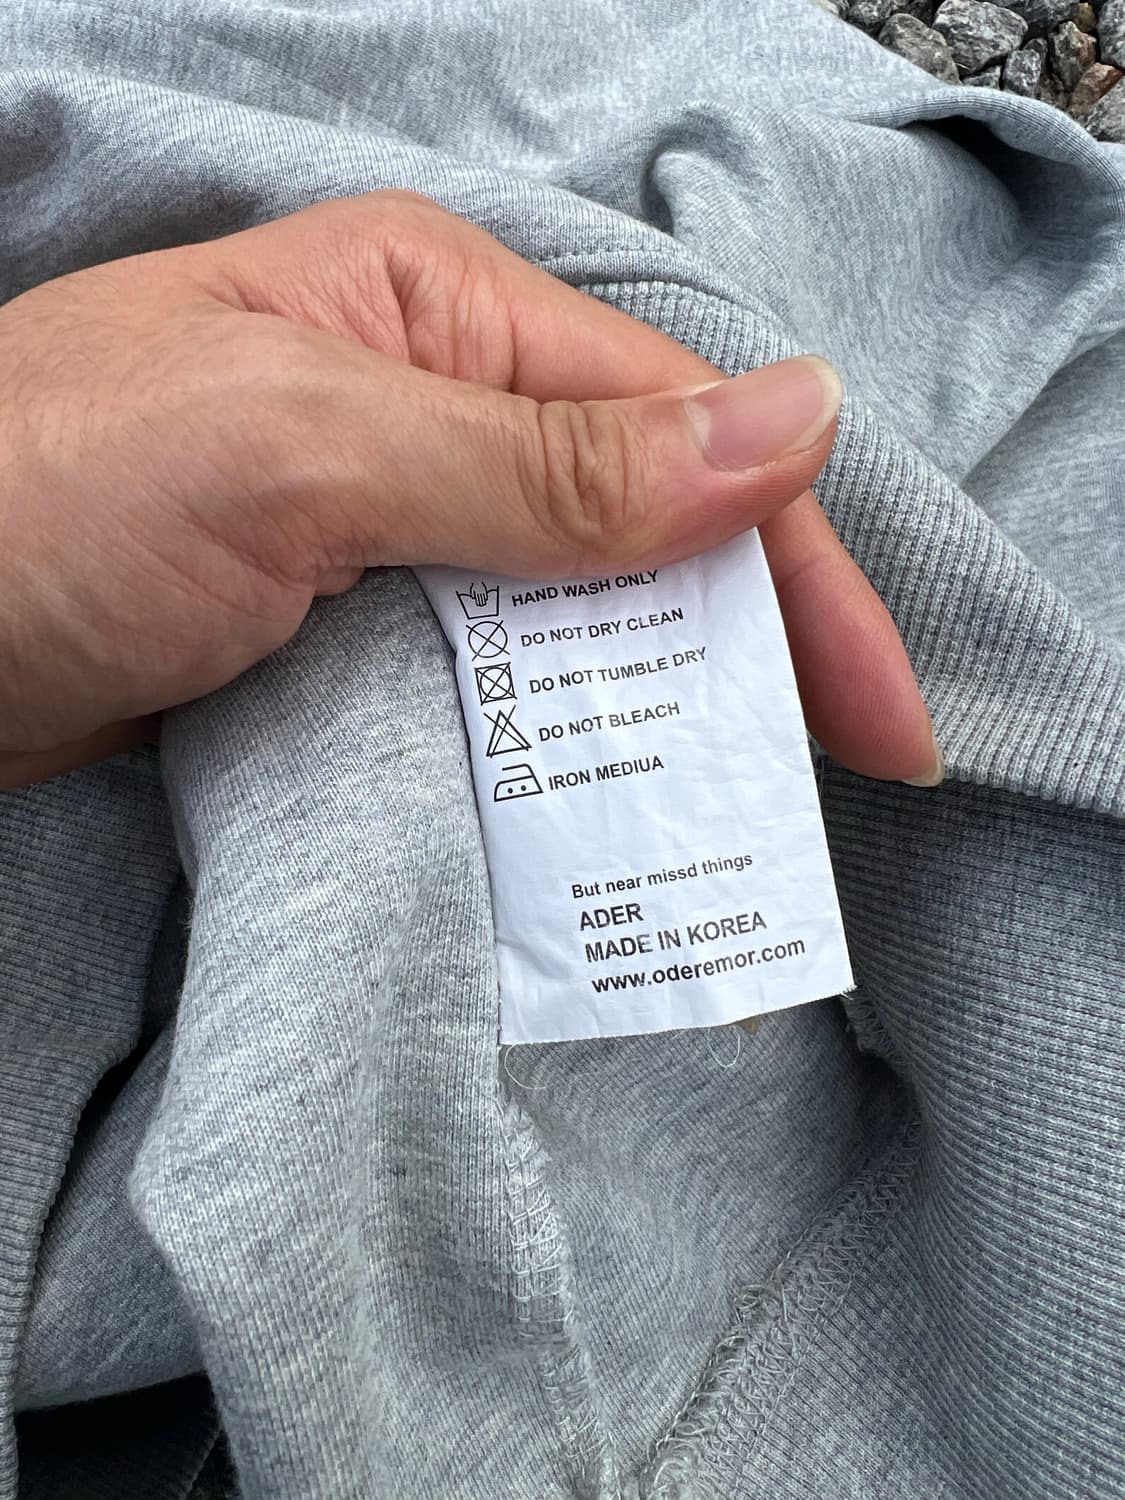 HAND WASH ONLY
DO NOT DRY CLEAN
DO NOT TUMBLE DRY
DO NOT BLEACH
IRON MEDIUA
But near missd things
ADER
MADE IN KOREA
www.oderemor.com